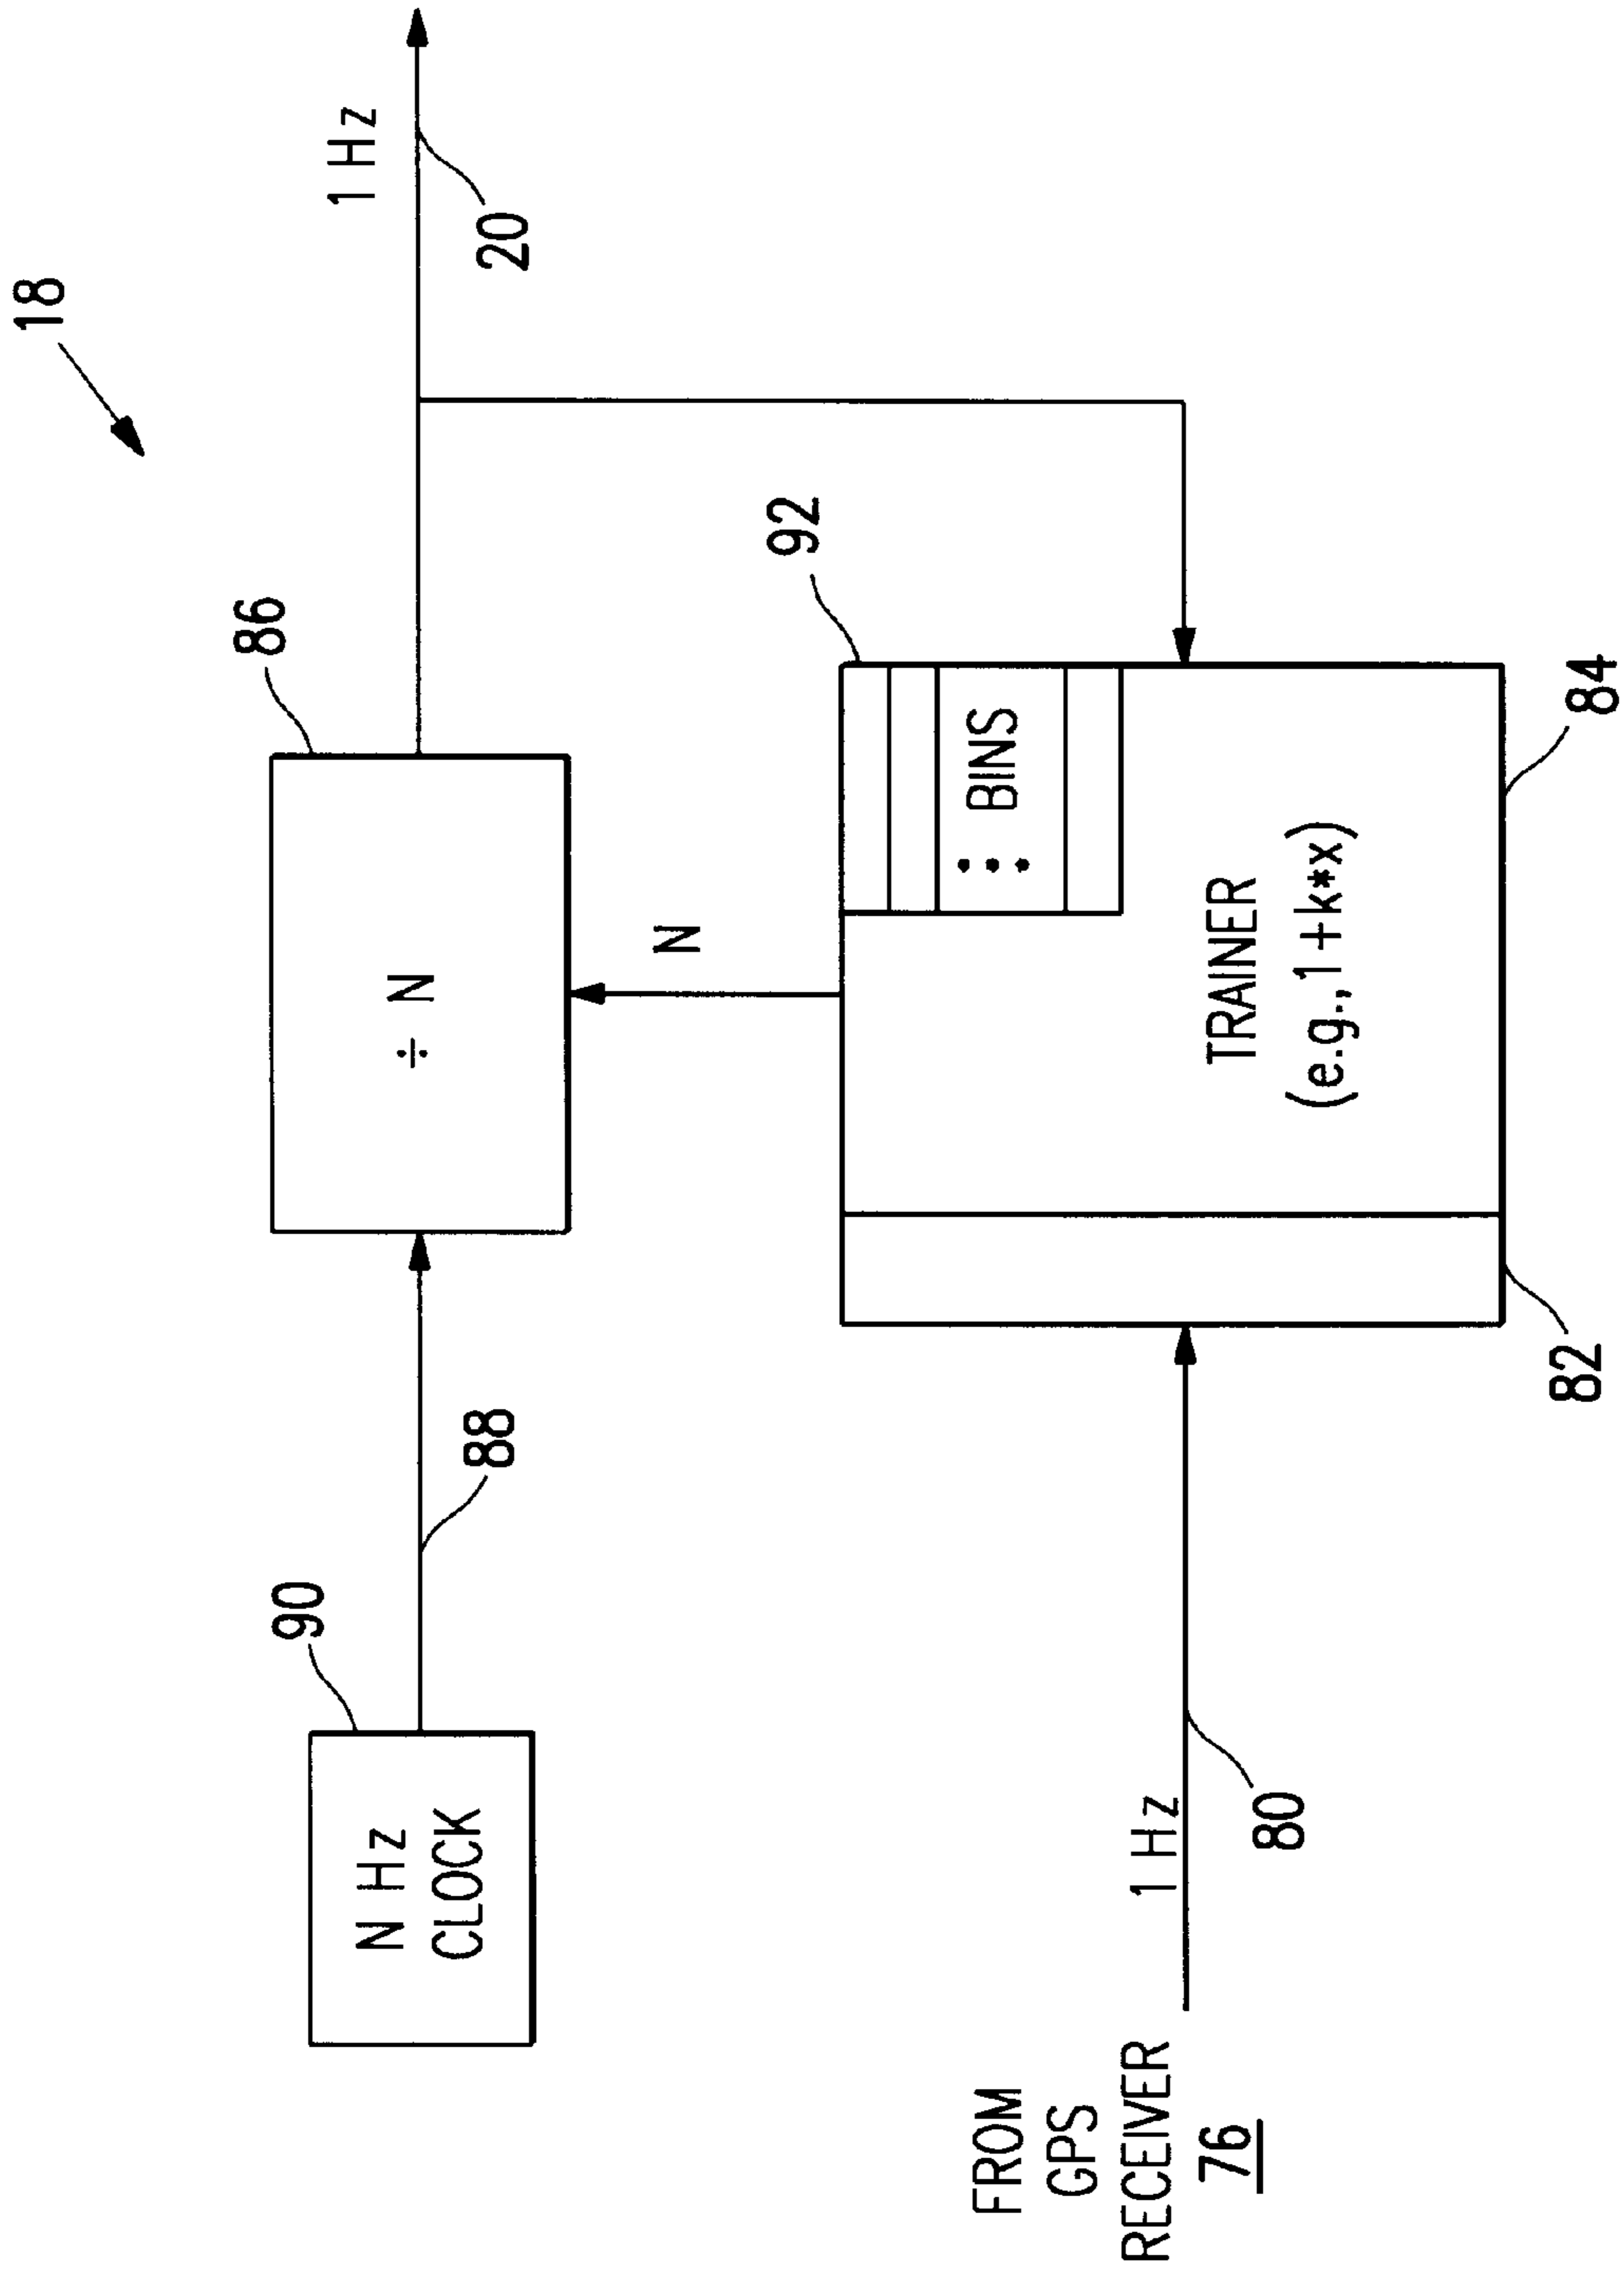 18
90
N Hz
CLOCK
88
86
÷ N
1 Hz
20
N
92
BINS
FROM
GPS
RECEIVER
76
1 Hz
80
82
TRAINER
(e.g.,1+k*x)
84